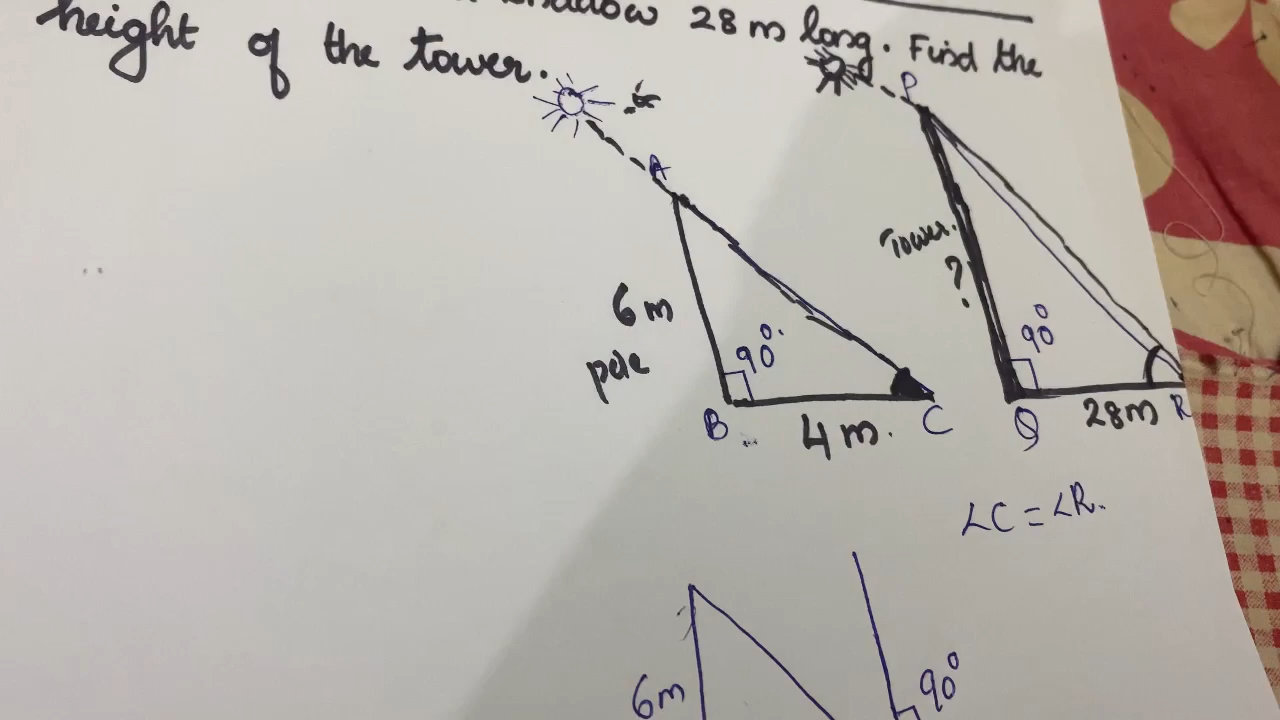 shadow 28 m long. Find the
height of the tower.
P
A
Tower.
?
6 m
pole
90°
90°
B
4 m.
C
Q
28m
R
∠C = ∠R.
6m
90°